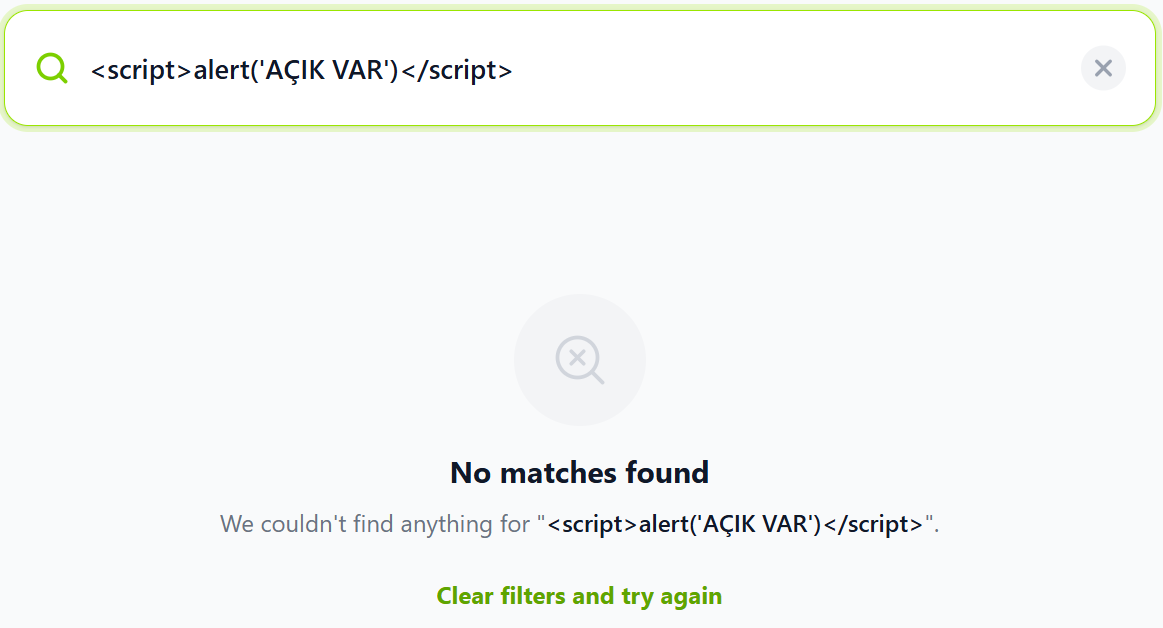 <script>alert('AÇIK VAR')</script>
No matches found
We couldn't find anything for "<script>alert('AÇIK VAR')</script>".
Clear filters and try again